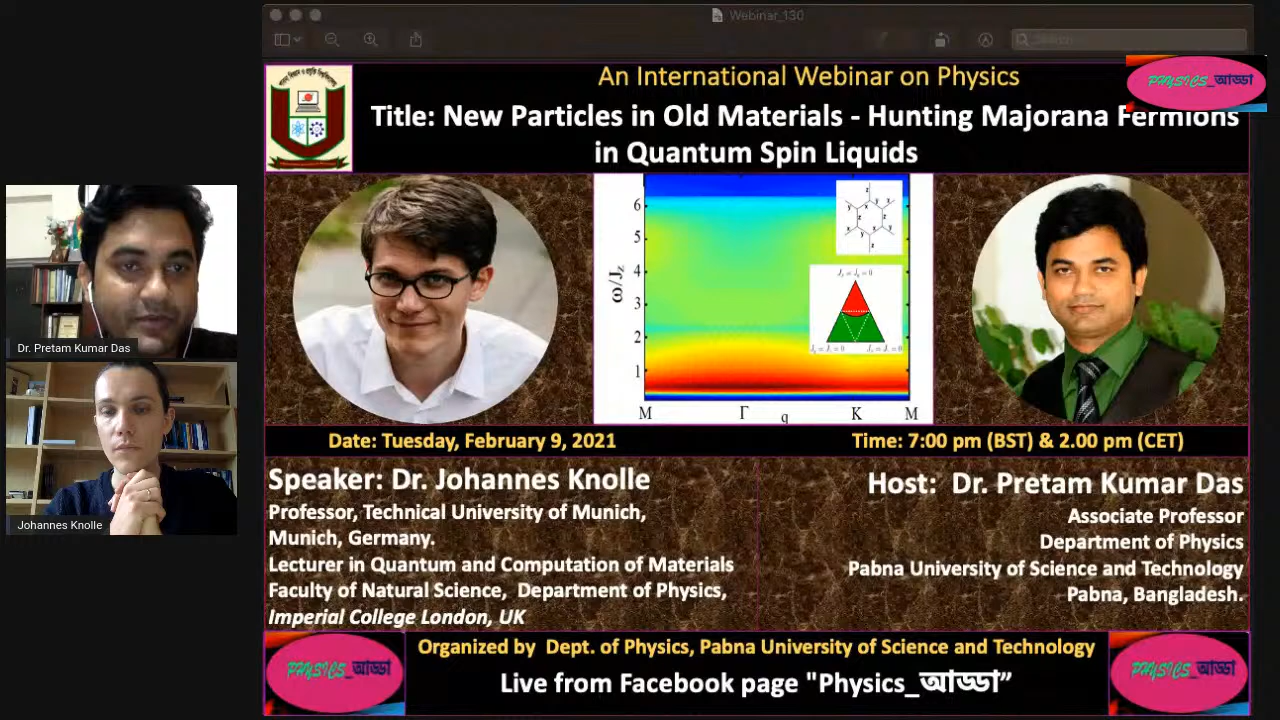 Webinar_130
An International Webinar on Physics
PHYSICS_আড্ডা
Title: New Particles in Old Materials - Hunting Majorana Fermions
in Quantum Spin Liquids
Dr. Pretam Kumar Das
Johannes Knolle
ω/J_z
6
5
4
3
2
1
M Γ q K M
Date: Tuesday, February 9, 2021
Time: 7:00 pm (BST) & 2.00 pm (CET)
Speaker: Dr. Johannes Knolle
Professor, Technical University of Munich,
Munich, Germany.
Lecturer in Quantum and Computation of Materials
Faculty of Natural Science, Department of Physics,
Imperial College London, UK
Host: Dr. Pretam Kumar Das
Associate Professor
Department of Physics
Pabna University of Science and Technology
Pabna, Bangladesh.
PHYSICS_আড্ডা
Organized by Dept. of Physics, Pabna University of Science and Technology
Live from Facebook page "Physics_আড্ডা”
PHYSICS_আড্ডা